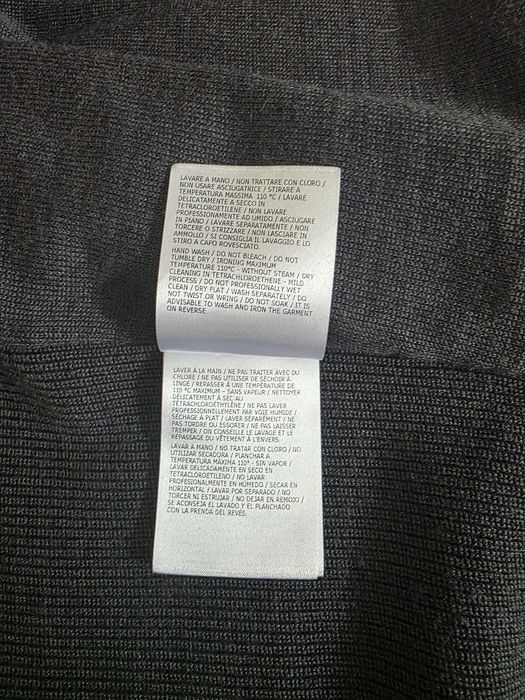 LAVARE A MANO / NON TRATTARE CON CLORO /
NON USARE ASCIUGATRICE / STIRARE A
TEMPERATURA MASSIMA 110 °C / LAVARE
DELICATAMENTE A SECCO IN
TETRACLOROETILENE / NON LAVARE
PROFESSIONALMENTE AD UMIDO / ASCIUGARE
IN PIANO / LAVARE SEPARATAMENTE / NON
TORCERE O STRIZZARE / NON LASCIARE IN
AMMOLLO / SI CONSIGLIA IL LAVAGGIO E LO
STIRO A CAPO ROVESCIATO.
HAND WASH / DO NOT BLEACH / DO NOT
TUMBLE DRY / IRONING MAXIMUM
TEMPERATURE 110°C - WITHOUT STEAM / DRY
CLEANING IN TETRACHLOROETHENE - MILD
PROCESS / DO NOT PROFESSIONALLY WET
CLEAN / DRY FLAT / WASH SEPARATELY / DO
NOT TWIST OR WRING / DO NOT SOAK / IT IS
ADVISABLE TO WASH AND IRON THE GARMENT
ON REVERSE.
LAVER À LA MAIN / NE PAS TRAITER AVEC DU
CHLORE / NE PAS UTILISER DE SÉCHOIR À
LINGE / REPASSER À UNE TEMPÉRATURE DE
110 °C MAXIMUM – SANS VAPEUR / NETTOYER
DÉLICATEMENT À SEC AU
TÉTRACHLOROÉTHYLÈNE / NE PAS LAVER
PROFESSIONNELLEMENT PAR VOIE HUMIDE /
SÉCHAGE À PLAT / LAVER SÉPARÉMENT / NE
PAS TORDRE OU ESSORER / NE PAS LAISSER
TREMPER / ON CONSEILLE LE LAVAGE ET LE
REPASSAGE DU VÊTEMENT À L'ENVERS.
LAVAR A MANO / NO TRATAR CON CLORO / NO
UTILIZAR SECADORA / PLANCHAR A
TEMPERATURA MÁXIMA 110° - SIN VAPOR /
LAVAR DELICADAMENTE EN SECO EN
TETRACLOROETILENO / NO LAVAR
PROFESIONALMENTE EN HÚMEDO / SECAR EN
HORIZONTAL / LAVAR POR SEPARADO / NO
TORCER NI ESTRUJAR / NO DEJAR EN REMOJO /
SE ACONSEJA EL LAVADO Y EL PLANCHADO
CON LA PRENDA DEL REVÉS.